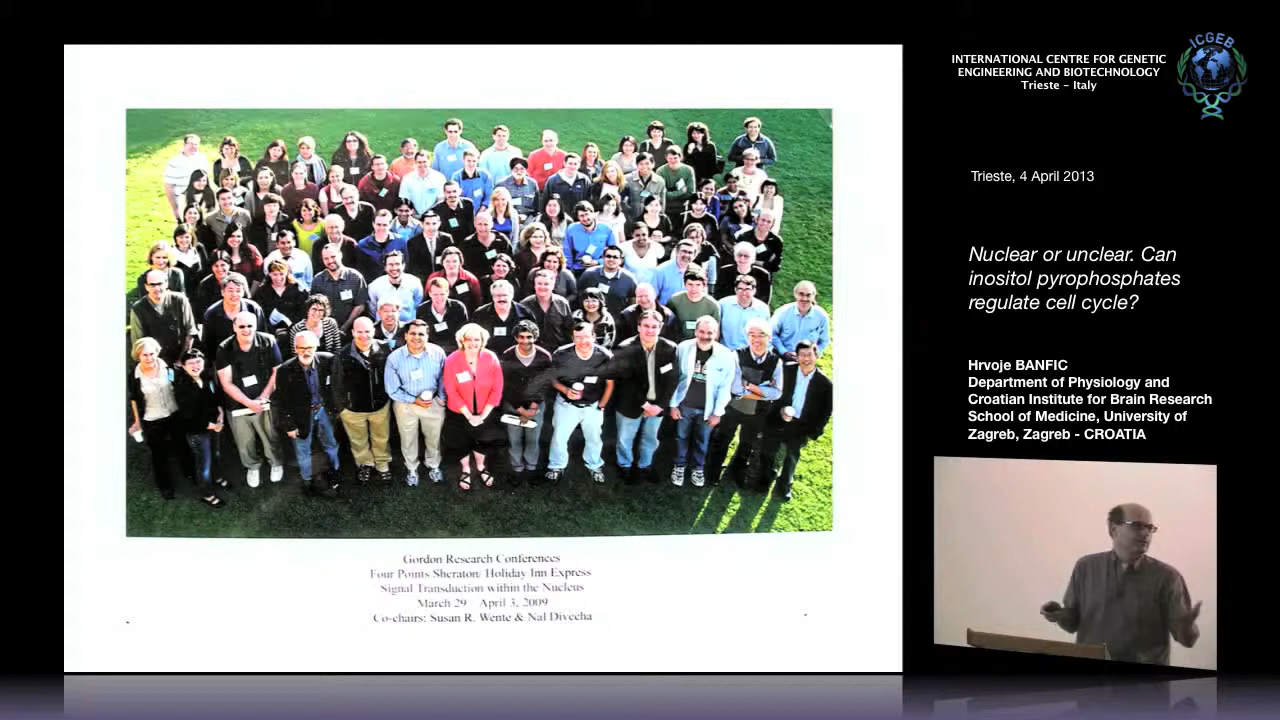 ICGEB
INTERNATIONAL CENTRE FOR GENETIC
ENGINEERING AND BIOTECHNOLOGY
Trieste - Italy
Trieste, 4 April 2013
Nuclear or unclear. Can
inositol pyrophosphates
regulate cell cycle?
Hrvoje BANFIC
Department of Physiology and
Croatian Institute for Brain Research
School of Medicine, University of
Zagreb, Zagreb - CROATIA
Gordon Research Conferences
Four Points Sheraton/ Holiday Inn Express
Signal Transduction within the Nucleus
March 29 April 3, 2009
Co-chairs: Susan R. Wente & Nal Divecha